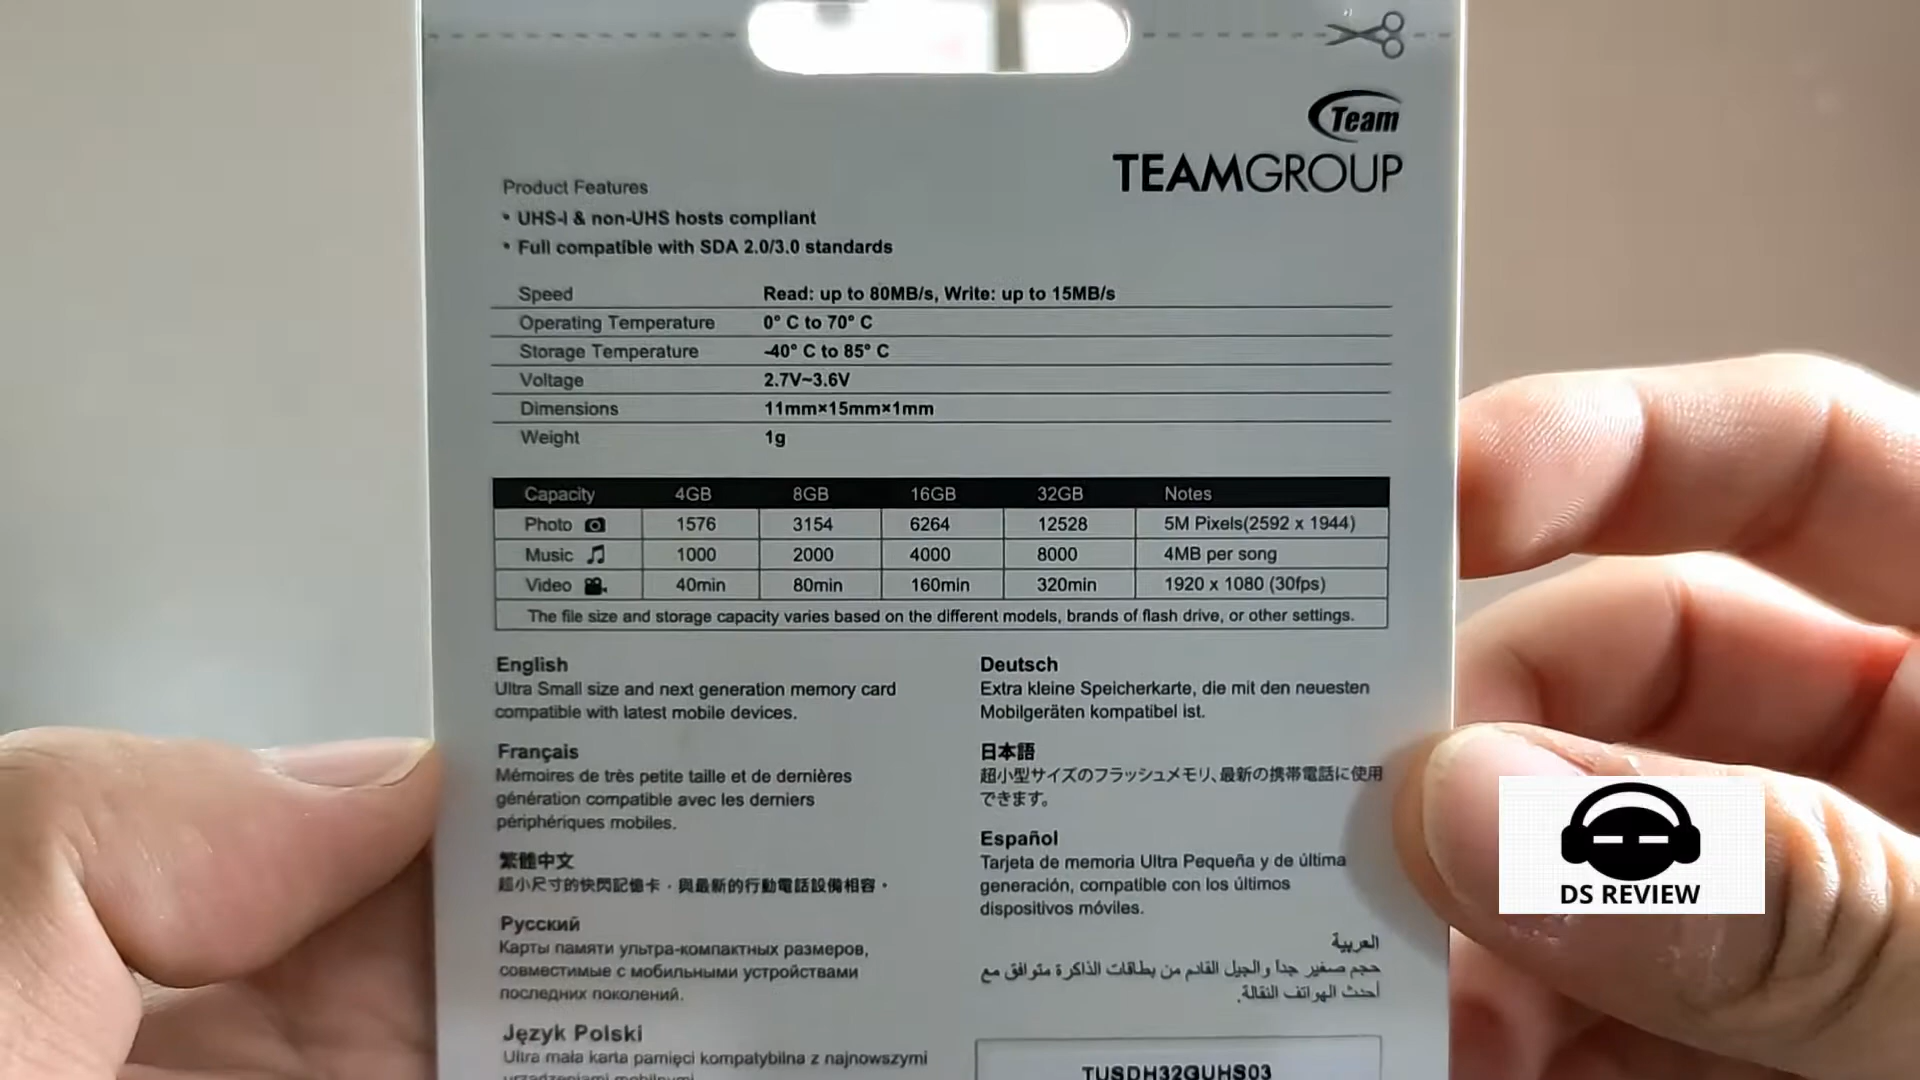 Team
TEAMGROUP
Product Features
• UHS-I & non-UHS hosts compliant
• Full compatible with SDA 2.0/3.0 standards
Speed Read: up to 80MB/s, Write: up to 15MB/s
Operating Temperature 0° C to 70° C
Storage Temperature -40° C to 85° C
Voltage 2.7V~3.6V
Dimensions 11mm×15mm×1mm
Weight 1g
Capacity 4GB 8GB 16GB 32GB Notes
Photo 1576 3154 6264 12528 5M Pixels(2592 x 1944)
Music 1000 2000 4000 8000 4MB per song
Video 40min 80min 160min 320min 1920 x 1080 (30fps)
The file size and storage capacity varies based on the different models, brands of flash drive, or other settings.
English
Ultra Small size and next generation memory card
compatible with latest mobile devices.
Français
Mémoires de très petite taille et de dernières
génération compatible avec les derniers
périphériques mobiles.
繁體中文
超小尺寸的快閃記憶卡，與最新的行動電話設備相容。
Русский
Карты памяти ультра-компактных размеров,
совместимые с мобильными устройствами
последних поколений.
Język Polski
Ultra mała karta pamięci kompatybilna z najnowszymi
urządzeniami mobilnymi.
Deutsch
Extra kleine Speicherkarte, die mit den neuesten
Mobilgeräten kompatibel ist.
日本語
超小型サイズのフラッシュメモリ、最新の携帯電話に使用
できます。
Español
Tarjeta de memoria Ultra Pequeña y de última
generación, compatible con los últimos
dispositivos móviles.
العربية
حجم صغير جداً والجيل القادم من بطاقات الذاكرة متوافق مع
أحدث الهواتف النقالة.
TUSDH32GUHS03
DS REVIEW